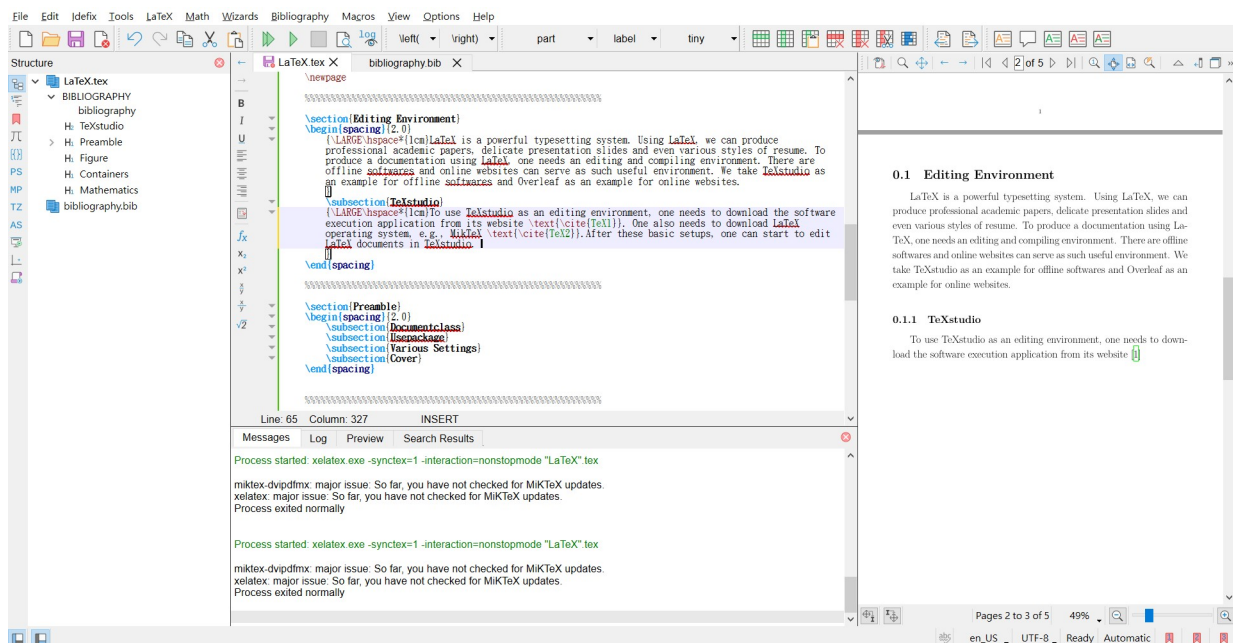 File Edit Idefix Tools LaTeX Math Wizards Bibliography Macros View Options Help
log \left( \right) part label tiny
Structure
LaTeX.tex
BIBLIOGRAPHY
bibliography
H₂ TeXstudio
H₁ Preamble
H₁ Figure
H₁ Containers
H₁ Mathematics
bibliography.bib
PS
MP
TZ
AS
LaTeX.tex bibliography.bib
\newpage
%%%%%%%%%%%%%%%%%%%%%%%%%%%%%%%%%%%%%%%%%%%%%%%%%%%%%%%%%
\section{Editing Environment}
\begin{spacing}{2.0}
{\LARGE\hspace*{1cm}LaTeX is a powerful typesetting system. Using LaTeX, we can produce
professional academic papers, delicate presentation slides and even various styles of resume. To
produce a documentation using LaTeX, one needs an editing and compiling environment. There are
offline softwares and online websites can serve as such useful environment. We take TeXstudio as
an example for offline softwares and Overleaf as an example for online websites.
}
\subsection{TeXstudio}
{\LARGE\hspace*{1cm}To use TeXstudio as an editing environment, one needs to download the software
execution application from its website \text{\cite{TeX1}}. One also needs to download LaTeX
operating system, e.g., MikTeX \text{\cite{TeX2}}.After these basic setups, one can start to edit
LaTeX documents in TeXstudio.
}
\end{spacing}
%%%%%%%%%%%%%%%%%%%%%%%%%%%%%%%%%%%%%%%%%%%%%%%%%%%%%%%%%
\section{Preamble}
\begin{spacing}{2.0}
\subsection{Documentclass}
\subsection{Usepackage}
\subsection{Various Settings}
\subsection{Cover}
\end{spacing}
%%%%%%%%%%%%%%%%%%%%%%%%%%%%%%%%%%%%%%%%%%%%%%%%%%%%%%%%%
Line: 65 Column: 327 INSERT
Messages Log Preview Search Results
Process started: xelatex.exe -synctex=1 -interaction=nonstopmode "LaTeX".tex
miktex-dvipdfmx: major issue: So far, you have not checked for MiKTeX updates.
xelatex: major issue: So far, you have not checked for MiKTeX updates.
Process exited normally
Process started: xelatex.exe -synctex=1 -interaction=nonstopmode "LaTeX".tex
miktex-dvipdfmx: major issue: So far, you have not checked for MiKTeX updates.
xelatex: major issue: So far, you have not checked for MiKTeX updates.
Process exited normally
2 of 5
1
0.1 Editing Environment
LaTeX is a powerful typesetting system. Using LaTeX, we can
produce professional academic papers, delicate presentation slides and
even various styles of resume. To produce a documentation using La-
TeX, one needs an editing and compiling environment. There are offline
softwares and online websites can serve as such useful environment. We
take TeXstudio as an example for offline softwares and Overleaf as an
example for online websites.
0.1.1 TeXstudio
To use TeXstudio as an editing environment, one needs to down-
load the software execution application from its website [1]
Pages 2 to 3 of 5 49%
en_US UTF-8 Ready Automatic